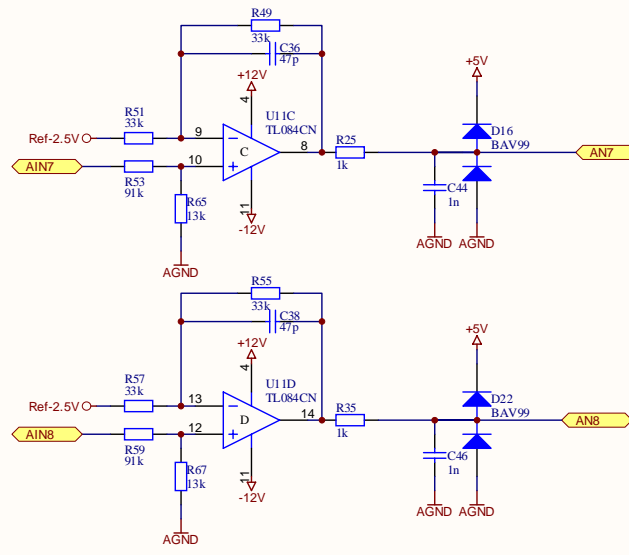 R49
33k
C36
47p
+12V
+5V
4
U11C
TL084CN
R51
33k
Ref-2.5V
9
C
8
R25
1k
D16
BAV99
AN7
AIN7
10
R53
91k
R65
13k
11
-12V
C44
1n
AGND
AGND
AGND
R55
33k
C38
47p
+12V
+5V
4
U11D
TL084CN
R57
33k
Ref-2.5V
13
D
14
R35
1k
D22
BAV99
AN8
AIN8
12
R59
91k
R67
13k
11
-12V
C46
1n
AGND
AGND
AGND